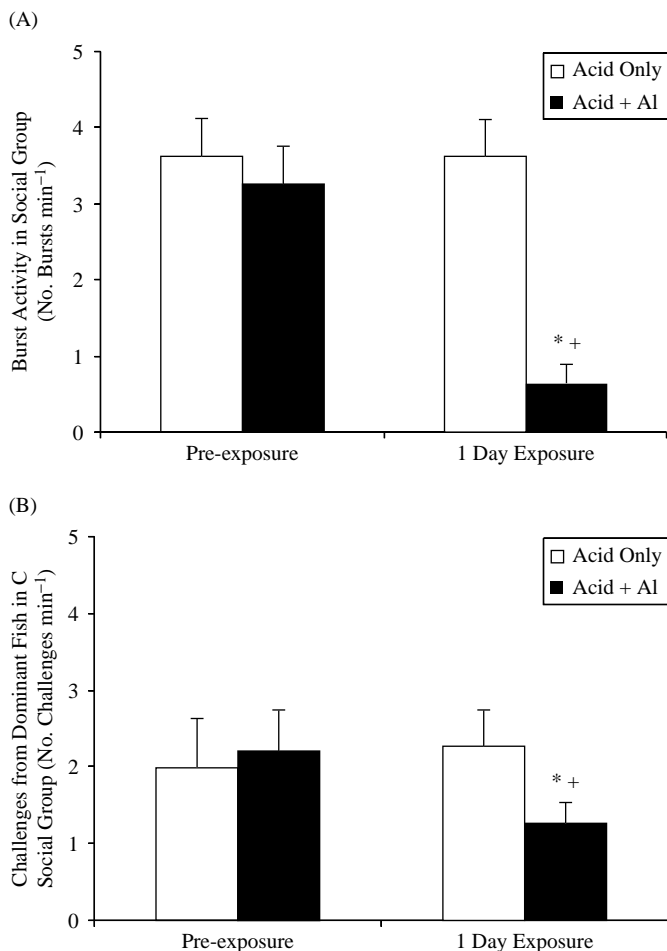 (A)
Burst Activity in Social Group
(No. Bursts min⁻¹)
5
4
3
2
1
0
Acid Only
Acid + Al
* +
Pre-exposure
1 Day Exposure
(B)
Challenges from Dominant Fish in C
Social Group (No. Challenges min⁻¹)
5
4
3
2
1
0
Acid Only
Acid + Al
* +
Pre-exposure
1 Day Exposure